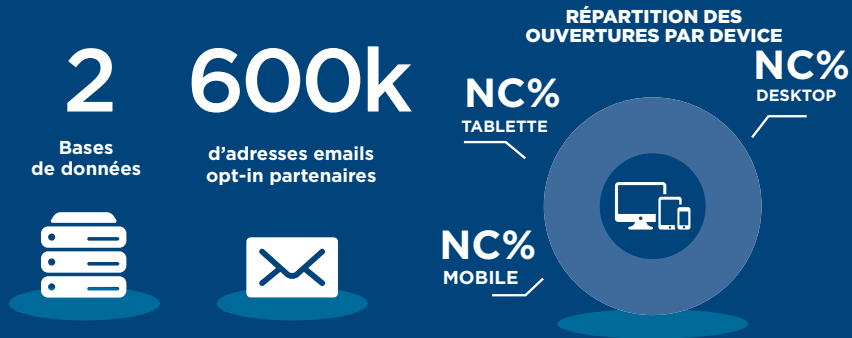 2
Bases
de données
600k
d'adresses emails
opt-in partenaires
RÉPARTITION DES
OUVERTURES PAR DEVICE
NC%
TABLETTE
NC%
DESKTOP
NC%
MOBILE